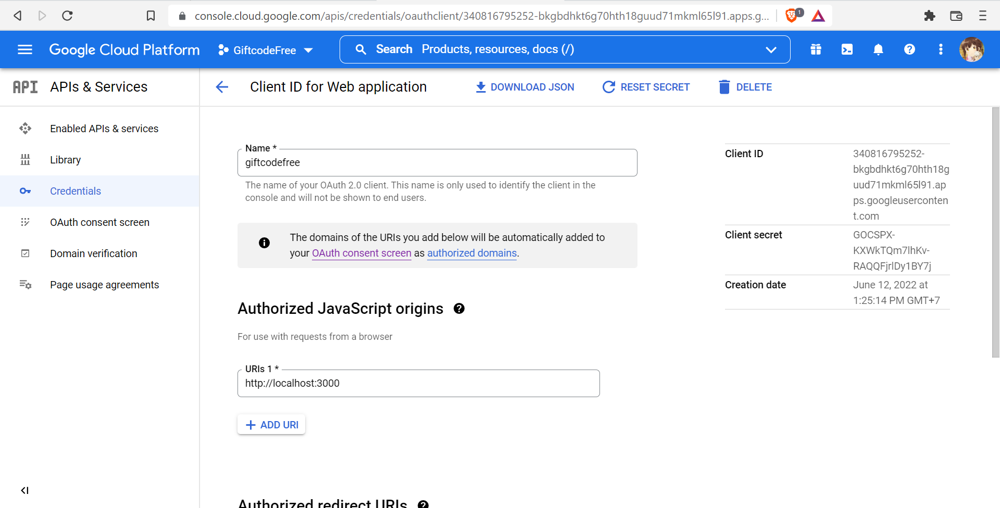 console.cloud.google.com/apis/credentials/oauthclient/340816795252-bkgbdhkt6g70hth18guud71mkml65l91.apps.g...
1
Google Cloud Platform
GiftcodeFree
Search Products, resources, docs (/)
API APIs & Services
Client ID for Web application
DOWNLOAD JSON
RESET SECRET
DELETE
Enabled APIs & services
Library
Credentials
OAuth consent screen
Domain verification
Page usage agreements
Name *
giftcodefree
The name of your OAuth 2.0 client. This name is only used to identify the client in the
console and will not be shown to end users.
The domains of the URIs you add below will be automatically added to
your OAuth consent screen as authorized domains.
Authorized JavaScript origins
For use with requests from a browser
URIs 1 *
http://localhost:3000
ADD URI
Authorized redirect URIs
Client ID
340816795252-
bkgbdhkt6g70hth18g
uud71mkml65l91.ap
ps.googleuserconten
t.com
Client secret
GOCSPX-
KXWkTQm7lhKv-
RAQQFjrlDy1BY7j
Creation date
June 12, 2022 at
1:25:14 PM GMT+7